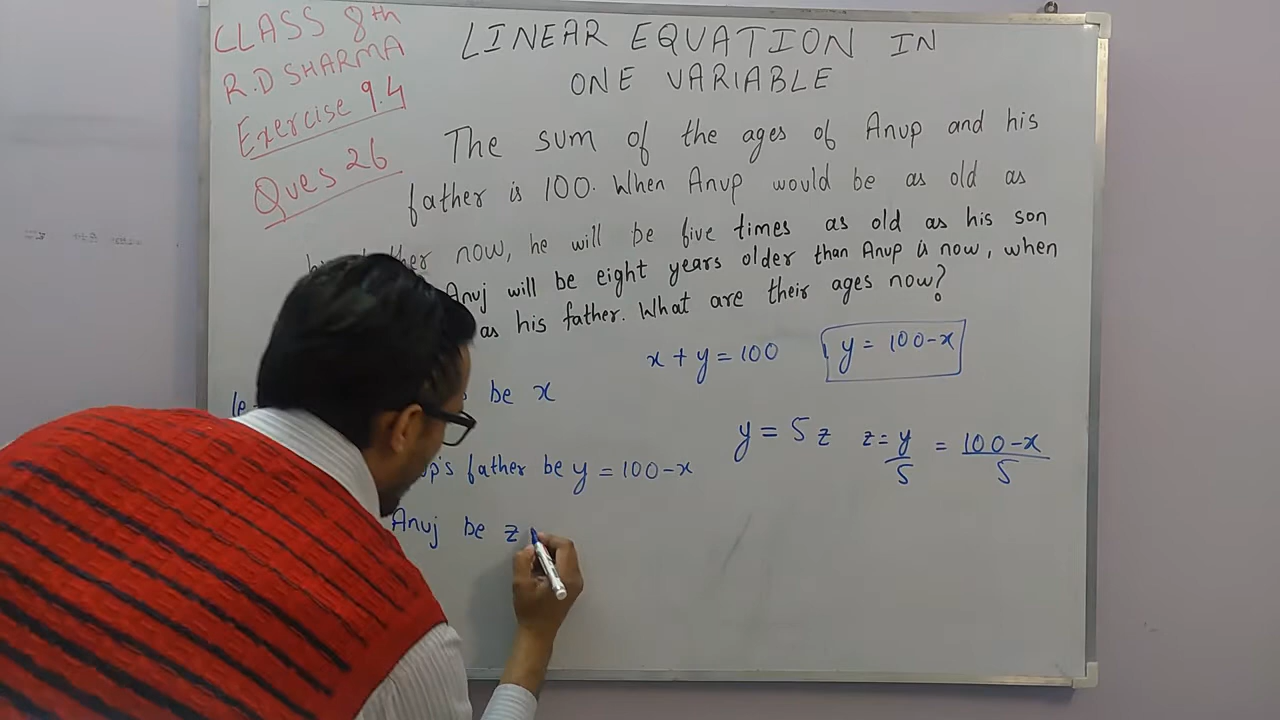 CLASS 8th
R.D SHARMA
Exercise 9.4
Ques 26
LINEAR EQUATION IN
ONE VARIABLE
The sum of the ages of Anup and his
father is 100. When Anup would be as old as
now, he will be five times as old as his son
Anuj will be eight years older than Anup is now, when
as his father. What are their ages now?
x + y = 100 y = 100-x
be x
y = 5z z = y/5 = 100-x/5
father be y = 100-x
Anuj be z